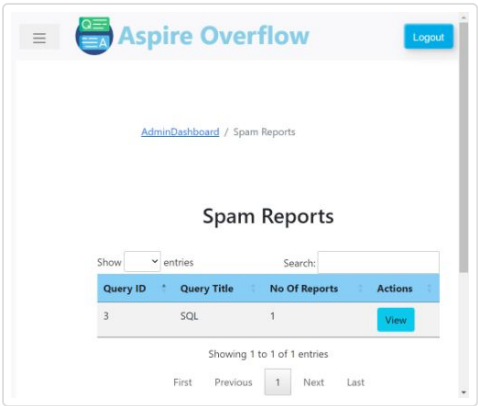 Q
A
Aspire Overflow
Logout
AdminDashboard / Spam Reports
Spam Reports
Show entries Search:
Query ID Query Title No Of Reports Actions
3 SQL 1 View
Showing 1 to 1 of 1 entries
First Previous 1 Next Last